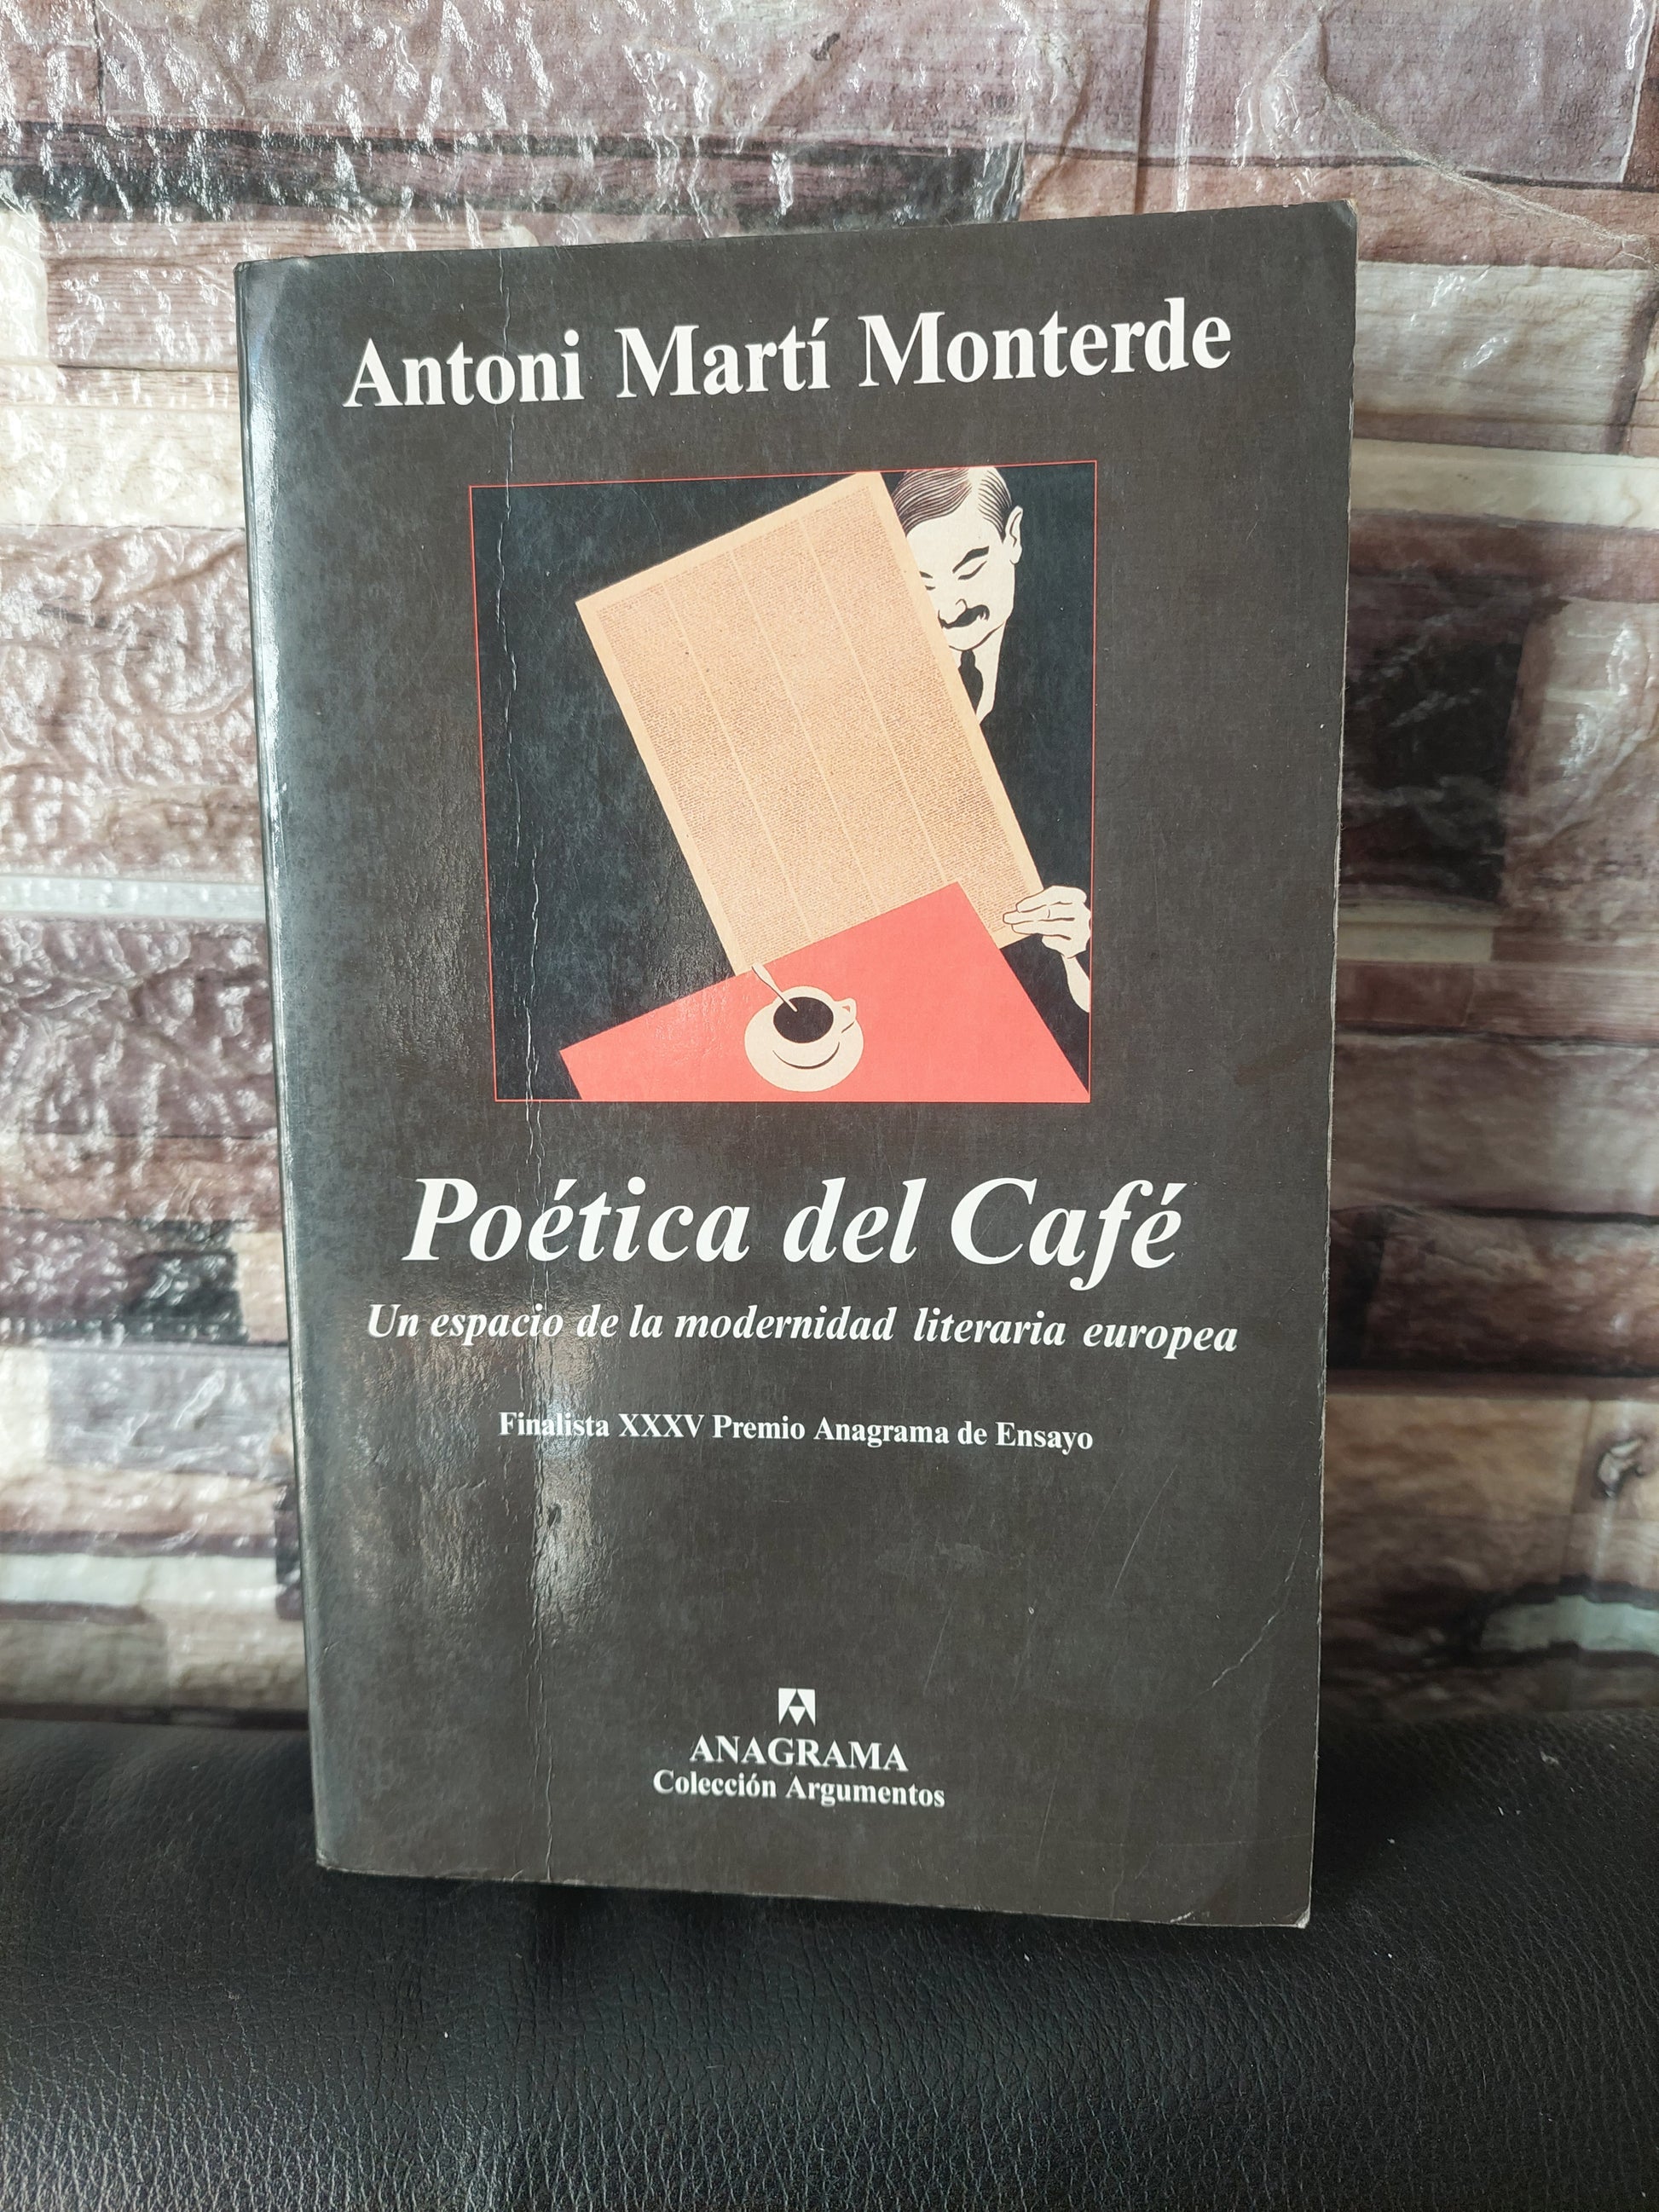 Antoni Martí Monterde
Poética del Café
Un espacio de la modernidad literaria europea
Finalista XXXV Premio Anagrama de Ensayo
ANAGRAMA
Colección Argumentos